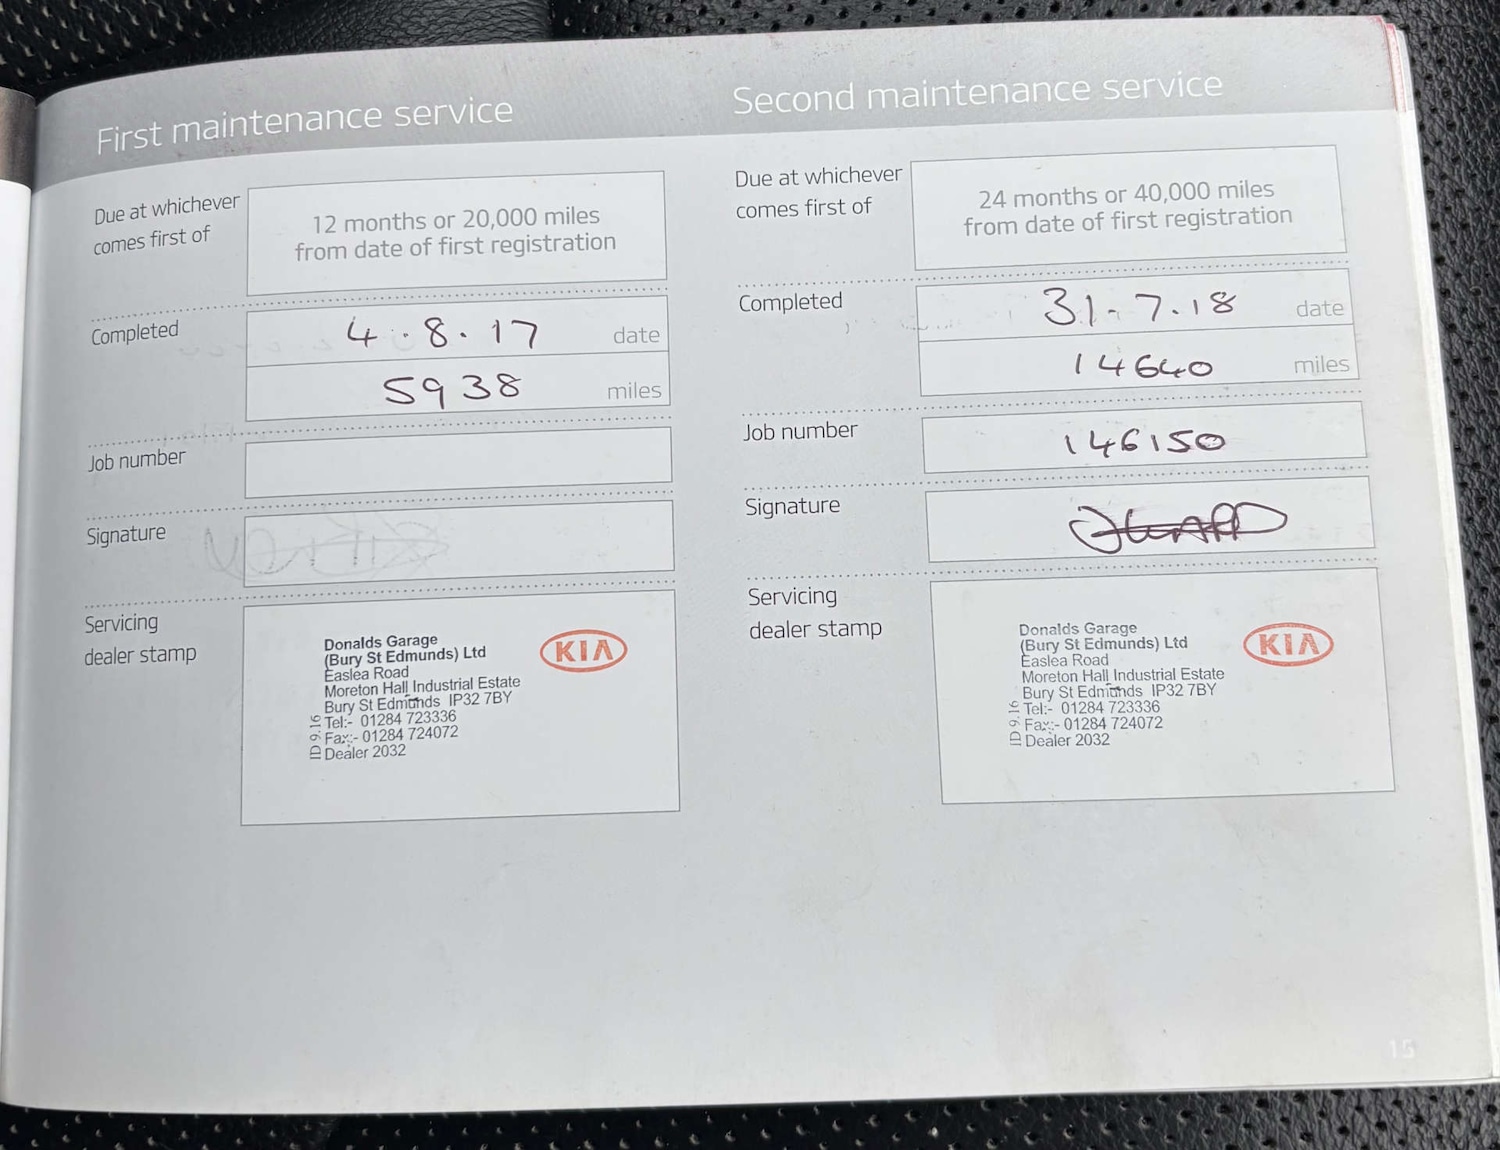 First maintenance service
Due at whichever
comes first of
12 months or 20,000 miles
from date of first registration
Completed
4.8.17 date
5938 miles
Job number
Signature
Servicing
dealer stamp
Donalds Garage
(Bury St Edmunds) Ltd
Easlea Road
Moreton Hall Industrial Estate
Bury St Edmunds IP32 7BY
Tel:- 01284 723336
Fax:- 01284 724072
Dealer 2032
ID 9.16
KIA
Second maintenance service
Due at whichever
comes first of
24 months or 40,000 miles
from date of first registration
Completed
31.7.18 date
14640 miles
Job number
146150
Signature
Servicing
dealer stamp
Donalds Garage
(Bury St Edmunds) Ltd
Easlea Road
Moreton Hall Industrial Estate
Bury St Edmunds IP32 7BY
Tel:- 01284 723336
Fax:- 01284 724072
Dealer 2032
ID 9.16
KIA
15